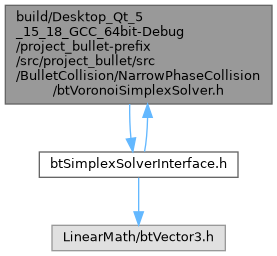 build/Desktop_Qt_5
_15_18_GCC_64bit-Debug
/project_bullet-prefix
/src/project_bullet/src
/BulletCollision/NarrowPhaseCollision
/btVoronoiSimplexSolver.h
btSimplexSolverInterface.h
LinearMath/btVector3.h